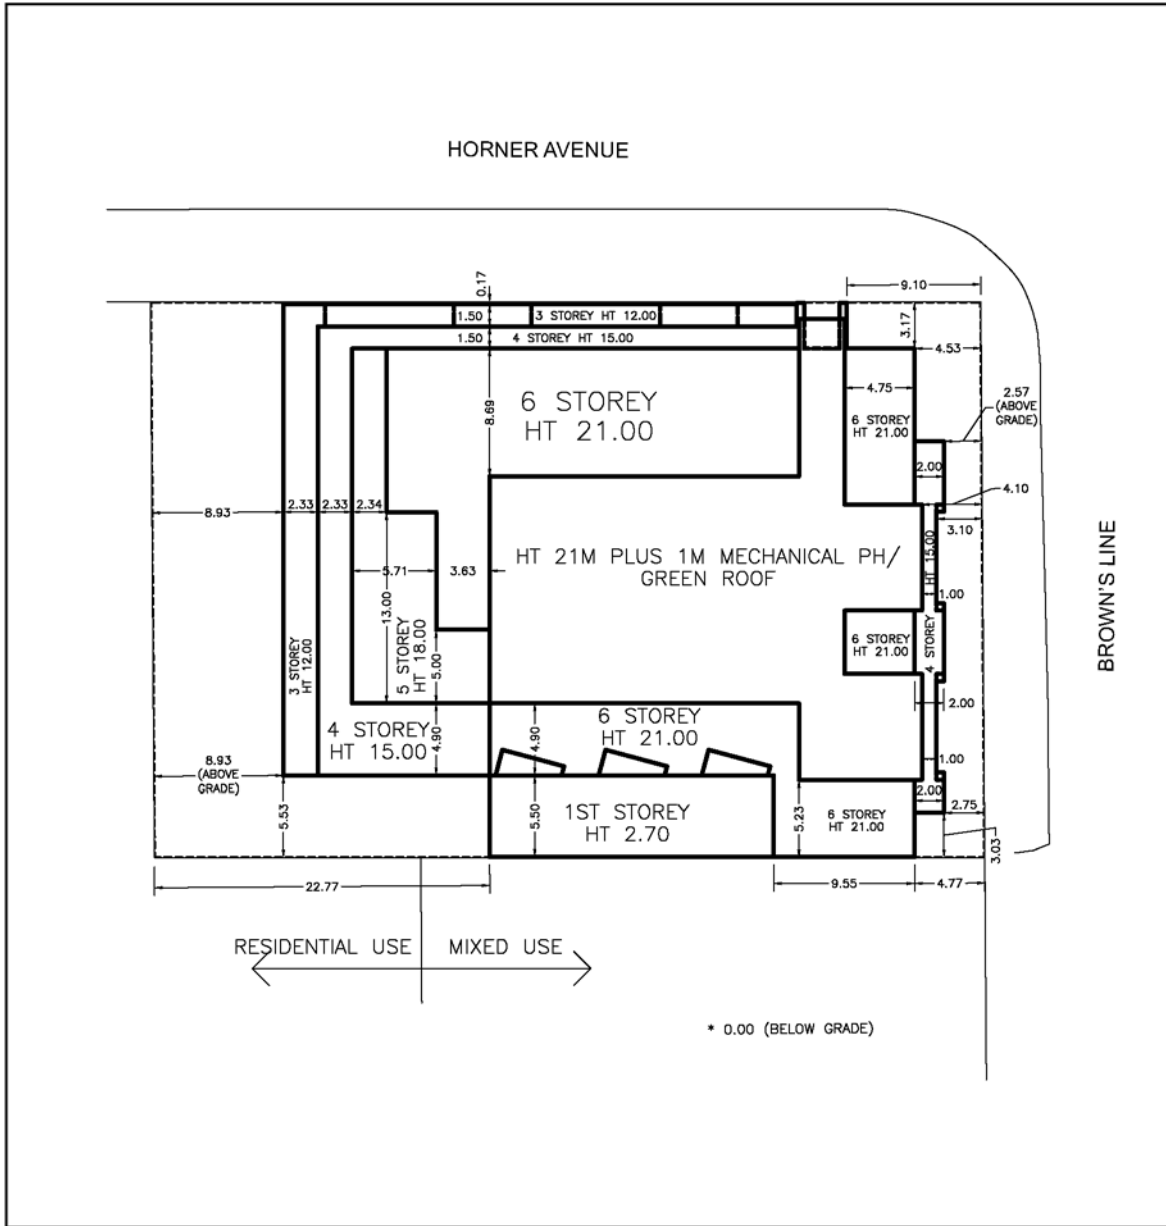 HORNER AVENUE
9.10
0.17
1.50
3 STOREY HT 12.00
3.17
1.50
4 STOREY HT 15.00
4.53
4.75
2.57
(ABOVE
GRADE)
6 STOREY
HT 21.00
8.69
6 STOREY
HT 21.00
2.00
4.10
8.93
2.33
2.33
2.34
3.10
HT 21M PLUS 1M MECHANICAL PH/
GREEN ROOF
HT 15.00
BROWN'S LINE
5.71
3.63
13.00
1.00
5 STOREY
HT 18.00
5.00
6 STOREY
HT 21.00
4 STOREY
3 STOREY
HT 12.00
2.00
4 STOREY
HT 15.00
4.90
4.90
6 STOREY
HT 21.00
8.93
(ABOVE
GRADE)
1.00
2.00
2.75
5.53
5.50
1ST STOREY
HT 2.70
5.23
6 STOREY
HT 21.00
3.03
22.77
9.55
4.77
RESIDENTIAL USE
MIXED USE
* 0.00 (BELOW GRADE)